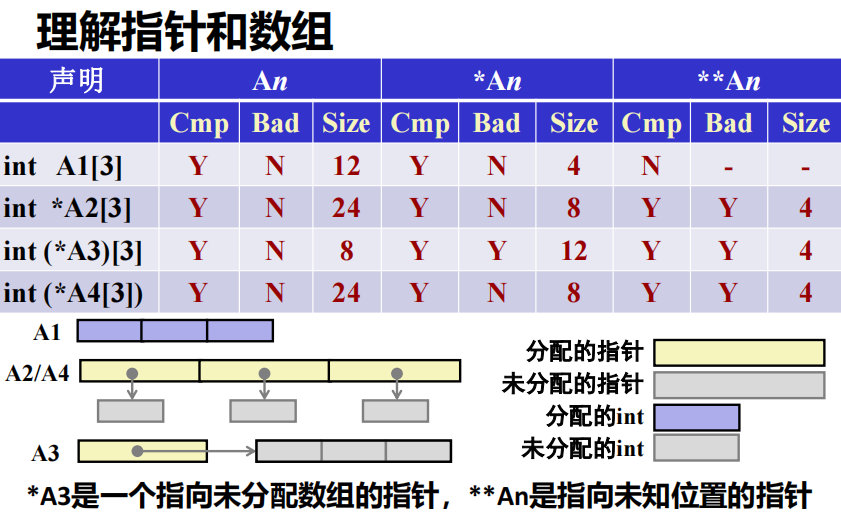 理解指针和数组
声明 An *An **An
Cmp Bad Size Cmp Bad Size Cmp Bad Size
int A1[3] Y N 12 Y N 4 N - -
int *A2[3] Y N 24 Y N 8 Y Y 4
int (*A3)[3] Y N 8 Y Y 12 Y Y 4
int (*A4[3]) Y N 24 Y N 8 Y Y 4
A1
A2/A4
A3
分配的指针
未分配的指针
分配的int
未分配的int
*A3是一个指向未分配数组的指针，**An是指向未知位置的指针